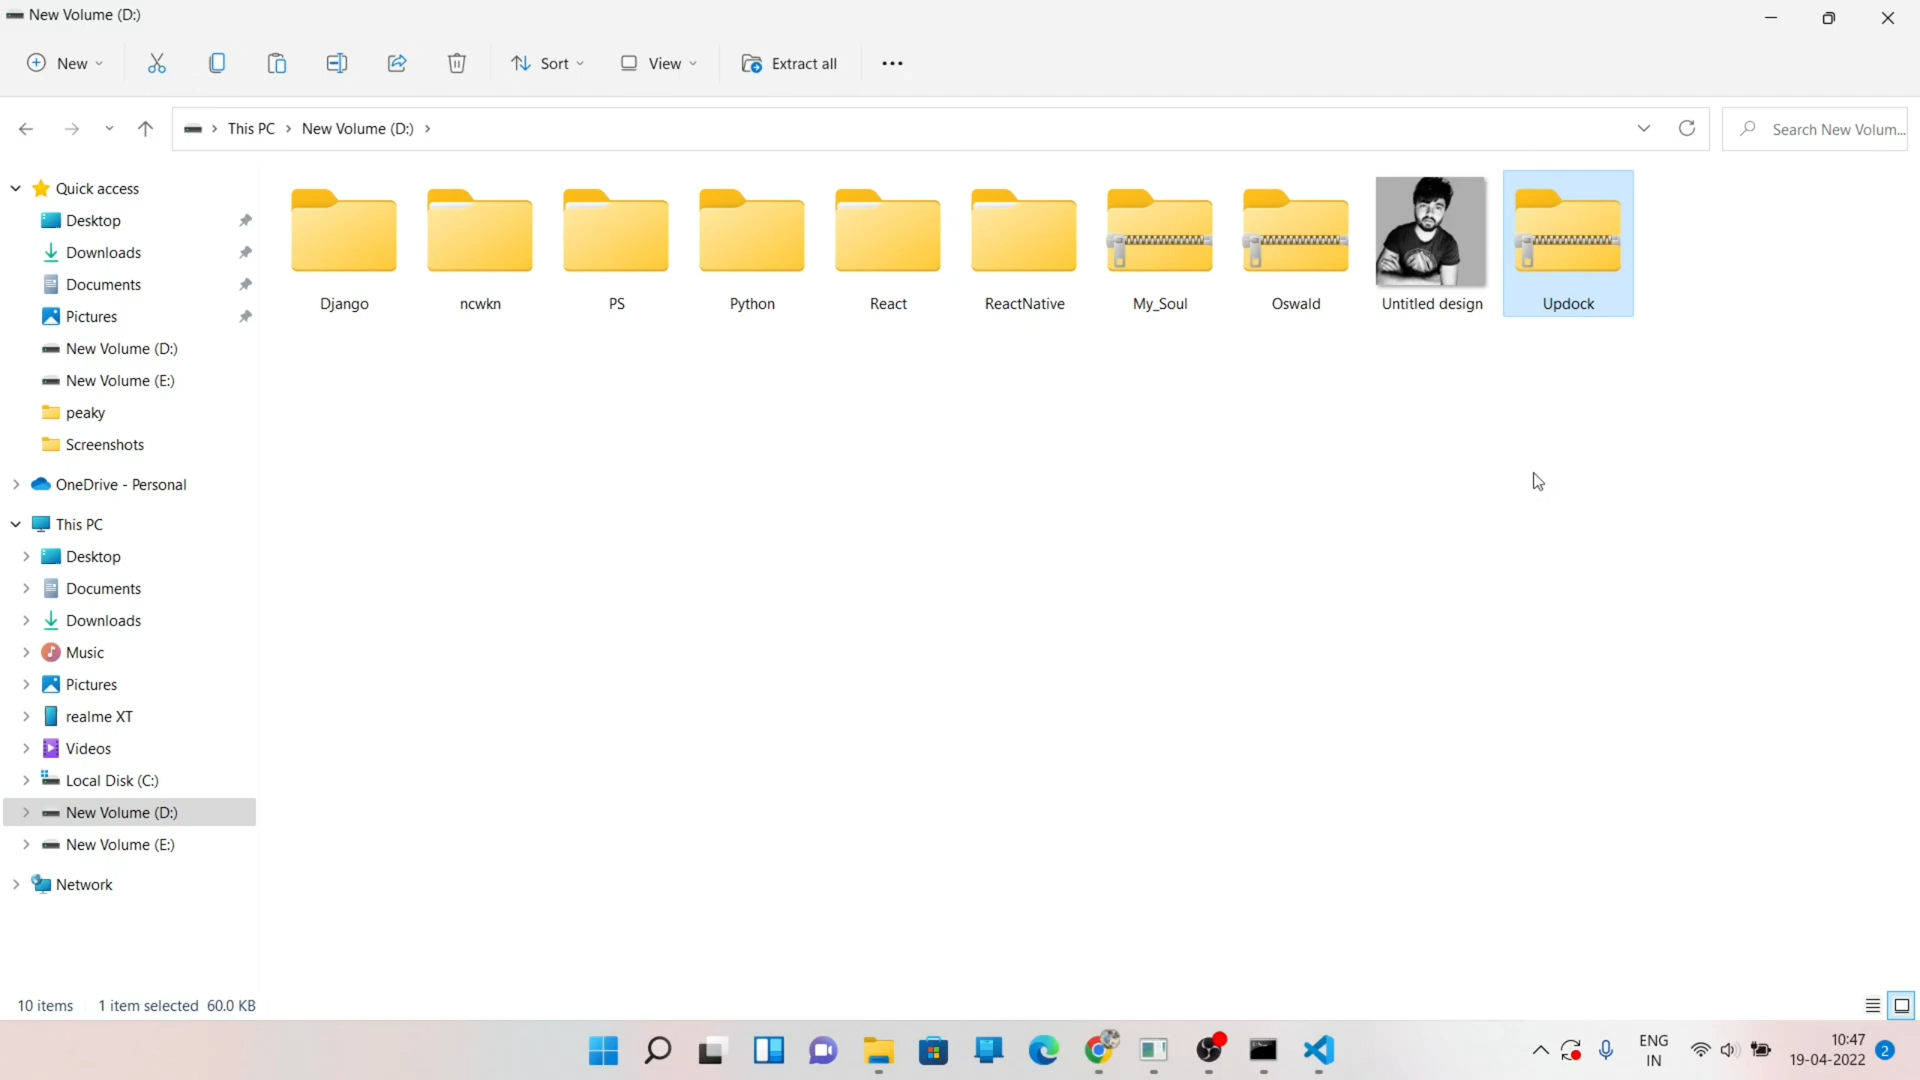 New Volume (D:)
New
Sort
View
Extract all
This PC
New Volume (D:)
Search New Volum...
Quick access
Desktop
Downloads
Documents
Pictures
New Volume (D:)
New Volume (E:)
peaky
Screenshots
OneDrive - Personal
This PC
Desktop
Documents
Downloads
Music
Pictures
realme XT
Videos
Local Disk (C:)
New Volume (D:)
New Volume (E:)
Network
Django
ncwkn
PS
Python
React
ReactNative
My_Soul
Oswald
Untitled design
Updock
10 items
1 item selected 60.0 KB
ENG
IN
10:47
19-04-2022
2